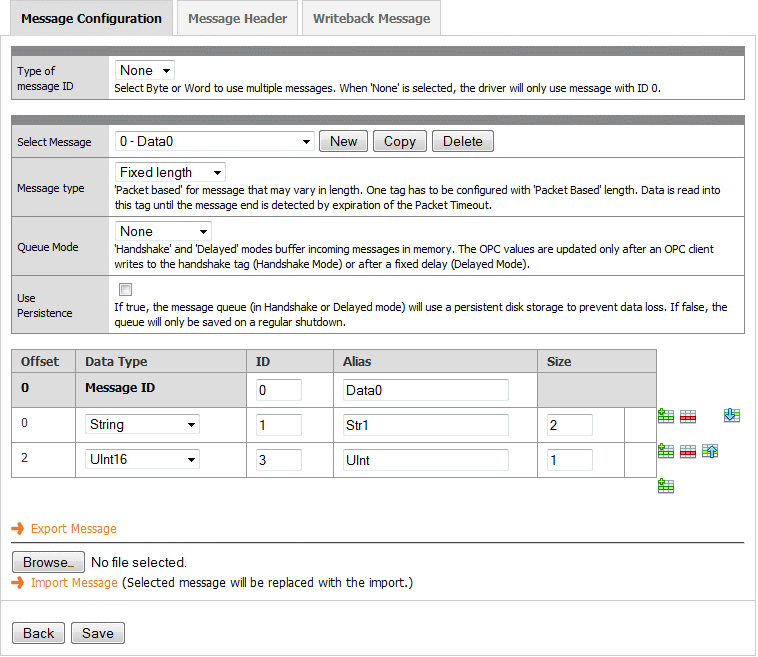 Message Configuration Message Header Writeback Message
Type of
message ID
None
Select Byte or Word to use multiple messages. When 'None' is selected, the driver will only use message with ID 0.
Select Message 0 - Data0 New Copy Delete
Message type
Fixed length
'Packet based' for message that may vary in length. One tag has to be configured with 'Packet Based' length. Data is read into
this tag until the message end is detected by expiration of the Packet Timeout.
Queue Mode
None
'Handshake' and 'Delayed' modes buffer incoming messages in memory. The OPC values are updated only after an OPC client
writes to the handshake tag (Handshake Mode) or after a fixed delay (Delayed Mode).
Use
Persistence
If true, the message queue (in Handshake or Delayed mode) will use a persistent disk storage to prevent data loss. If false, the
queue will only be saved on a regular shutdown.
Offset Data Type ID Alias Size
0 Message ID 0 Data0
0 String 1 Str1 2
2 UInt16 3 UInt 1
Export Message
Browse... No file selected.
Import Message (Selected message will be replaced with the import.)
Back Save